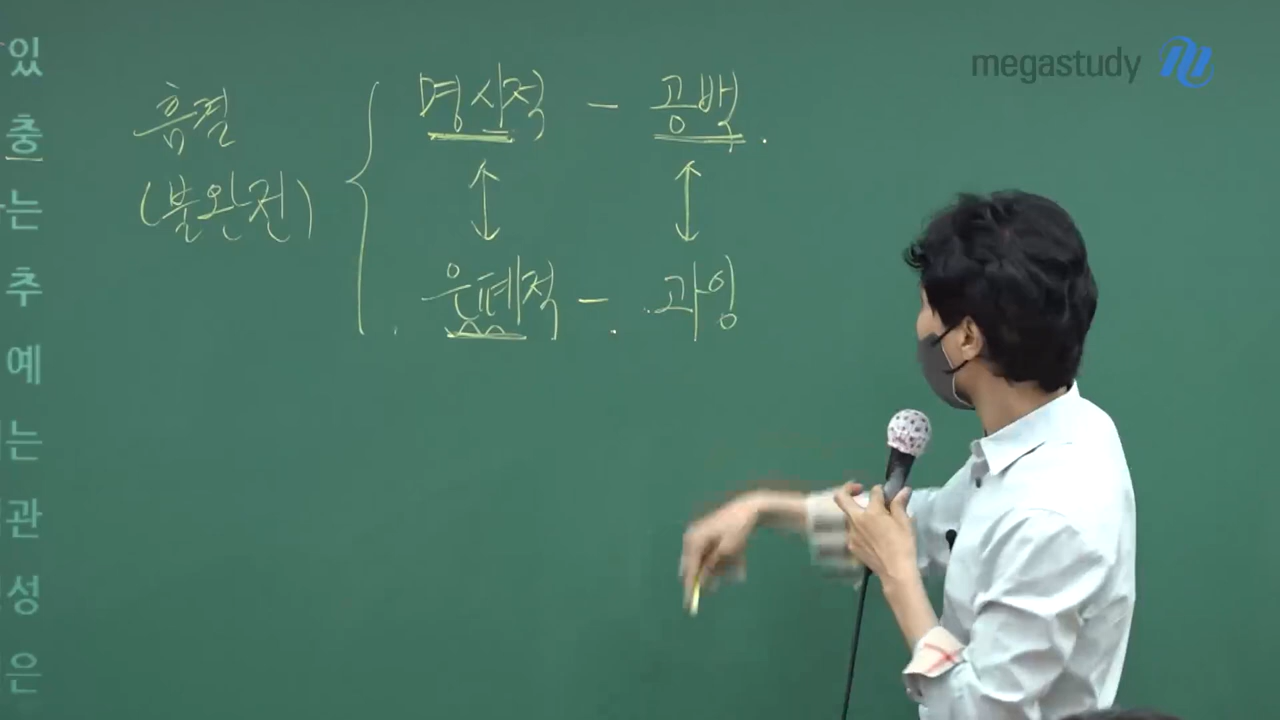 megastudy
흠결
(불완전)
명시적 - 공백.
은폐적 - 과잉
있
충
는
추
예
는
관
성
은